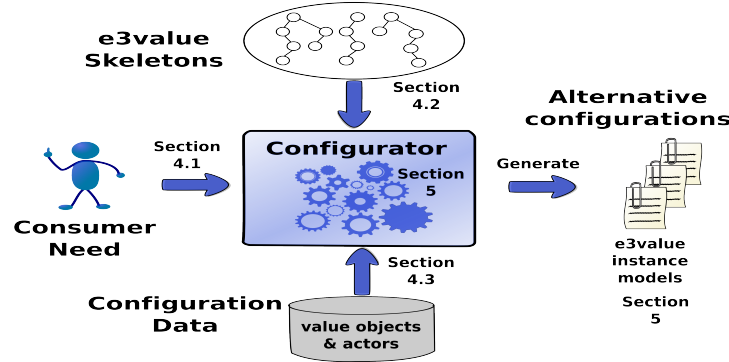 e3value
Skeletons
Section
4.2
Alternative
configurations
Section
4.1
Configurator
Section
5
Generate
Consumer
Need
e3value
instance
models
Section
5
Section
4.3
Configuration
Data
value objects
& actors